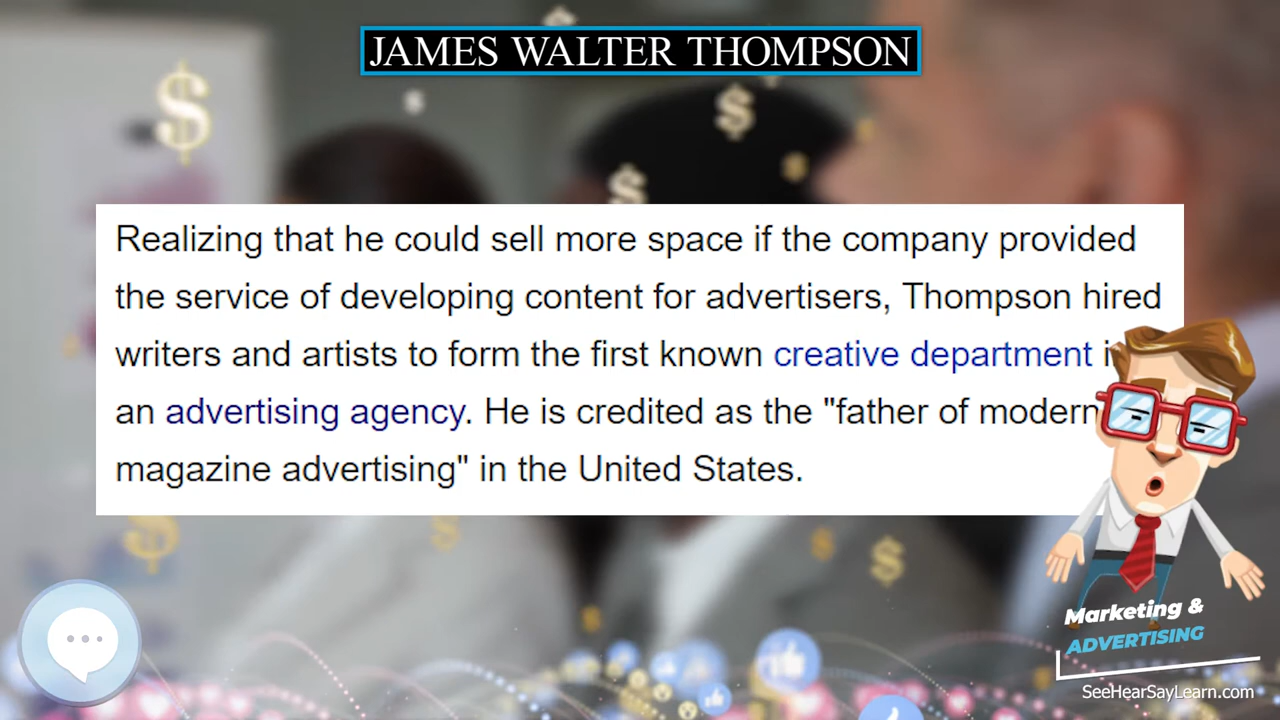 JAMES WALTER THOMPSON
Realizing that he could sell more space if the company provided
the service of developing content for advertisers, Thompson hired
writers and artists to form the first known creative department
an advertising agency. He is credited as the "father of modern
magazine advertising" in the United States.
Marketing &
ADVERTISING
SeeHearSayLearn.com